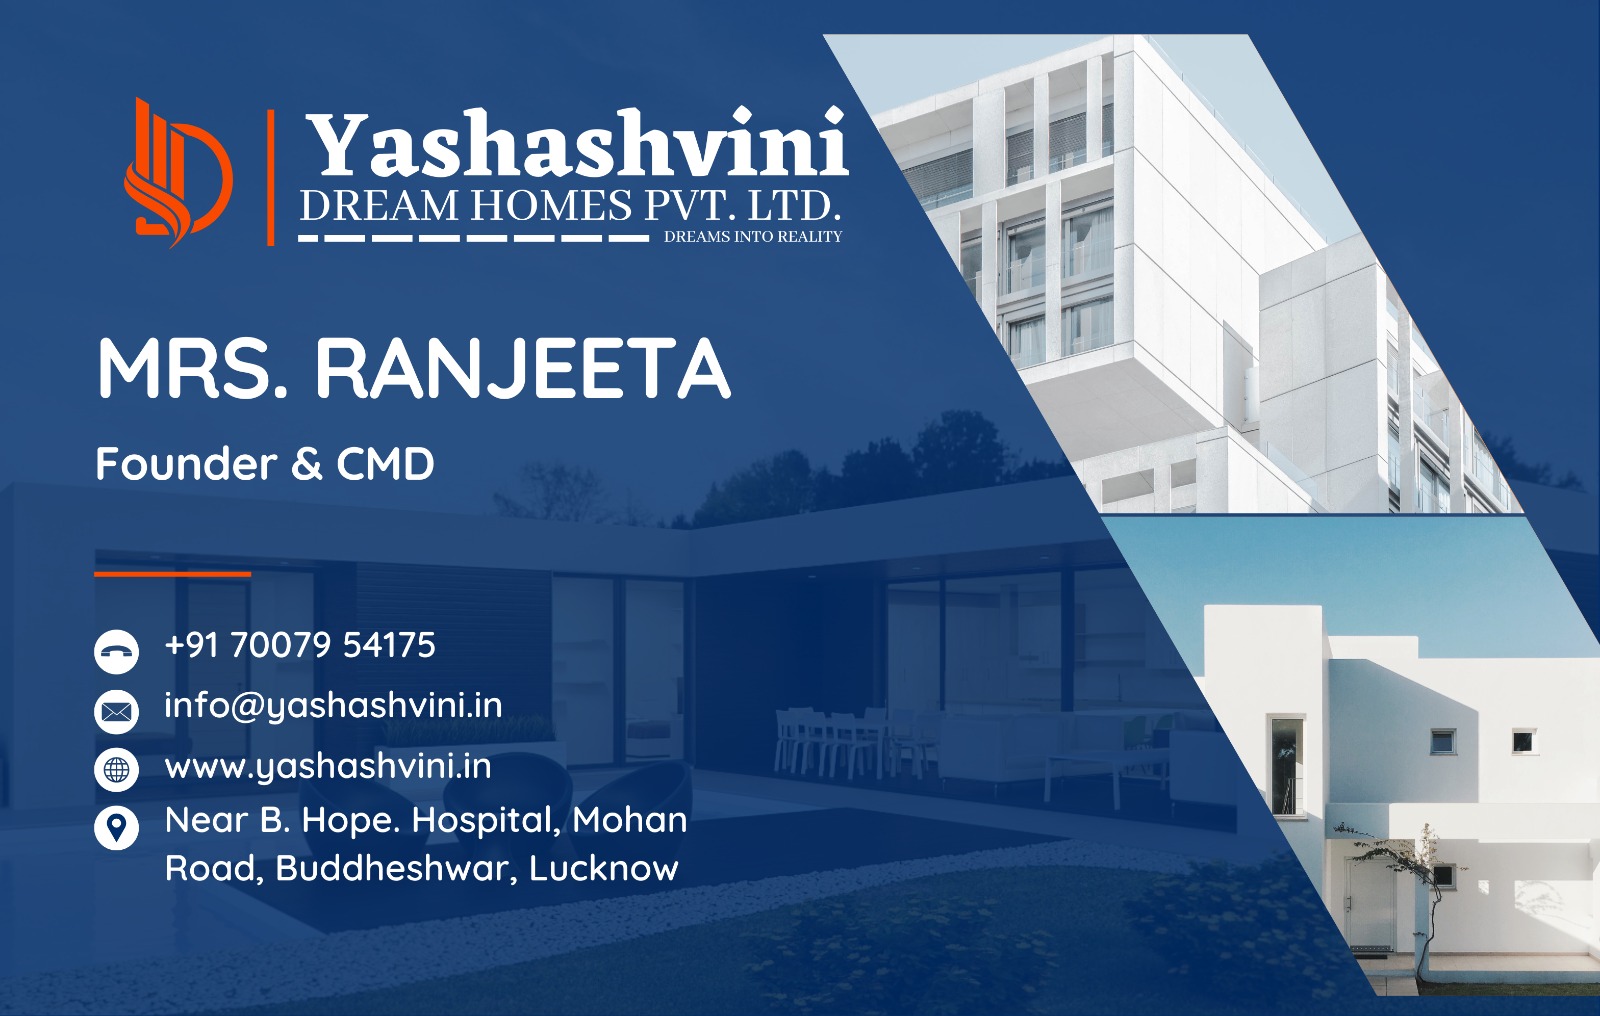 Yashashvini
DREAM HOMES PVT. LTD.
DREAMS INTO REALITY
MRS. RANJEETA
Founder & CMD
+91 70079 54175
info@yashashvini.in
www.yashashvini.in
Near B. Hope. Hospital, Mohan
Road, Buddheshwar, Lucknow